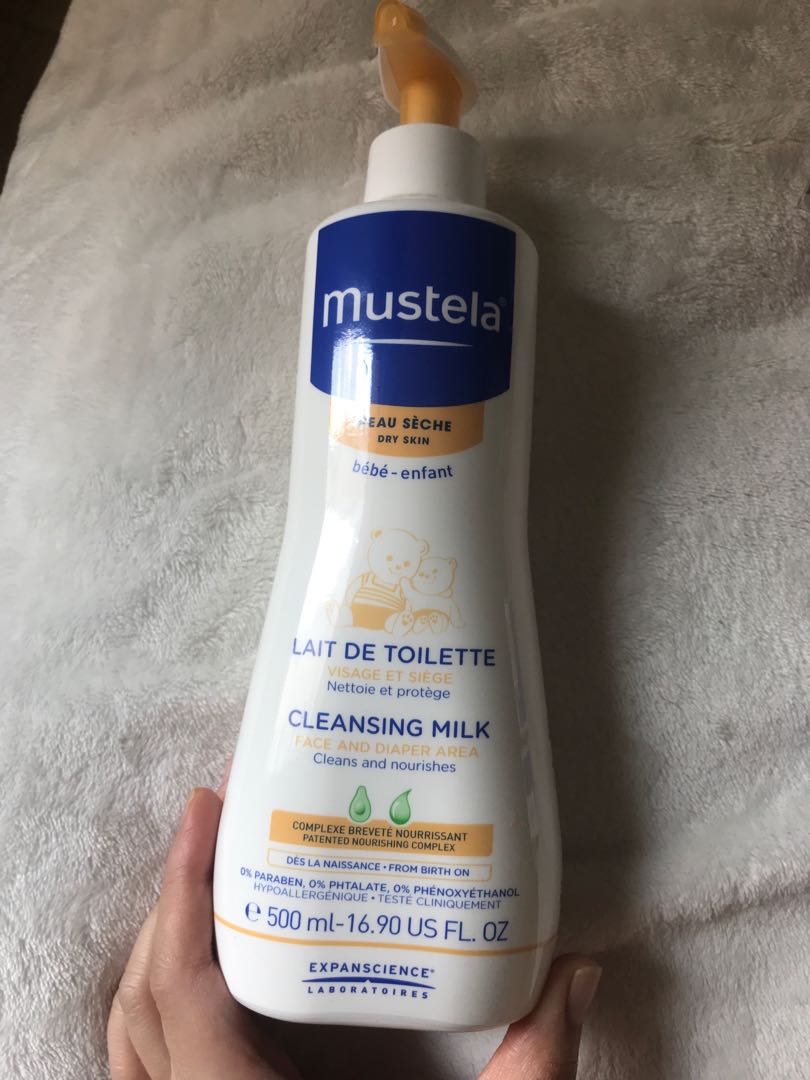 mustela®
PEAU SÈCHE
DRY SKIN
bébé - enfant
LAIT DE TOILETTE
VISAGE ET SIÈGE
Nettoie et protège
CLEANSING MILK
FACE AND DIAPER AREA
Cleans and nourishes
COMPLEXE BREVETÉ NOURRISSANT
PATENTED NOURISHING COMPLEX
DÈS LA NAISSANCE • FROM BIRTH ON
0% PARABEN, 0% PHTALATE, 0% PHÉNOXYÉTHANOL
HYPOALLERGÉNIQUE • TESTÉ CLINIQUEMENT
℮ 500 ml-16.90 US FL. OZ
EXPANSCIENCE®
LABORATOIRES